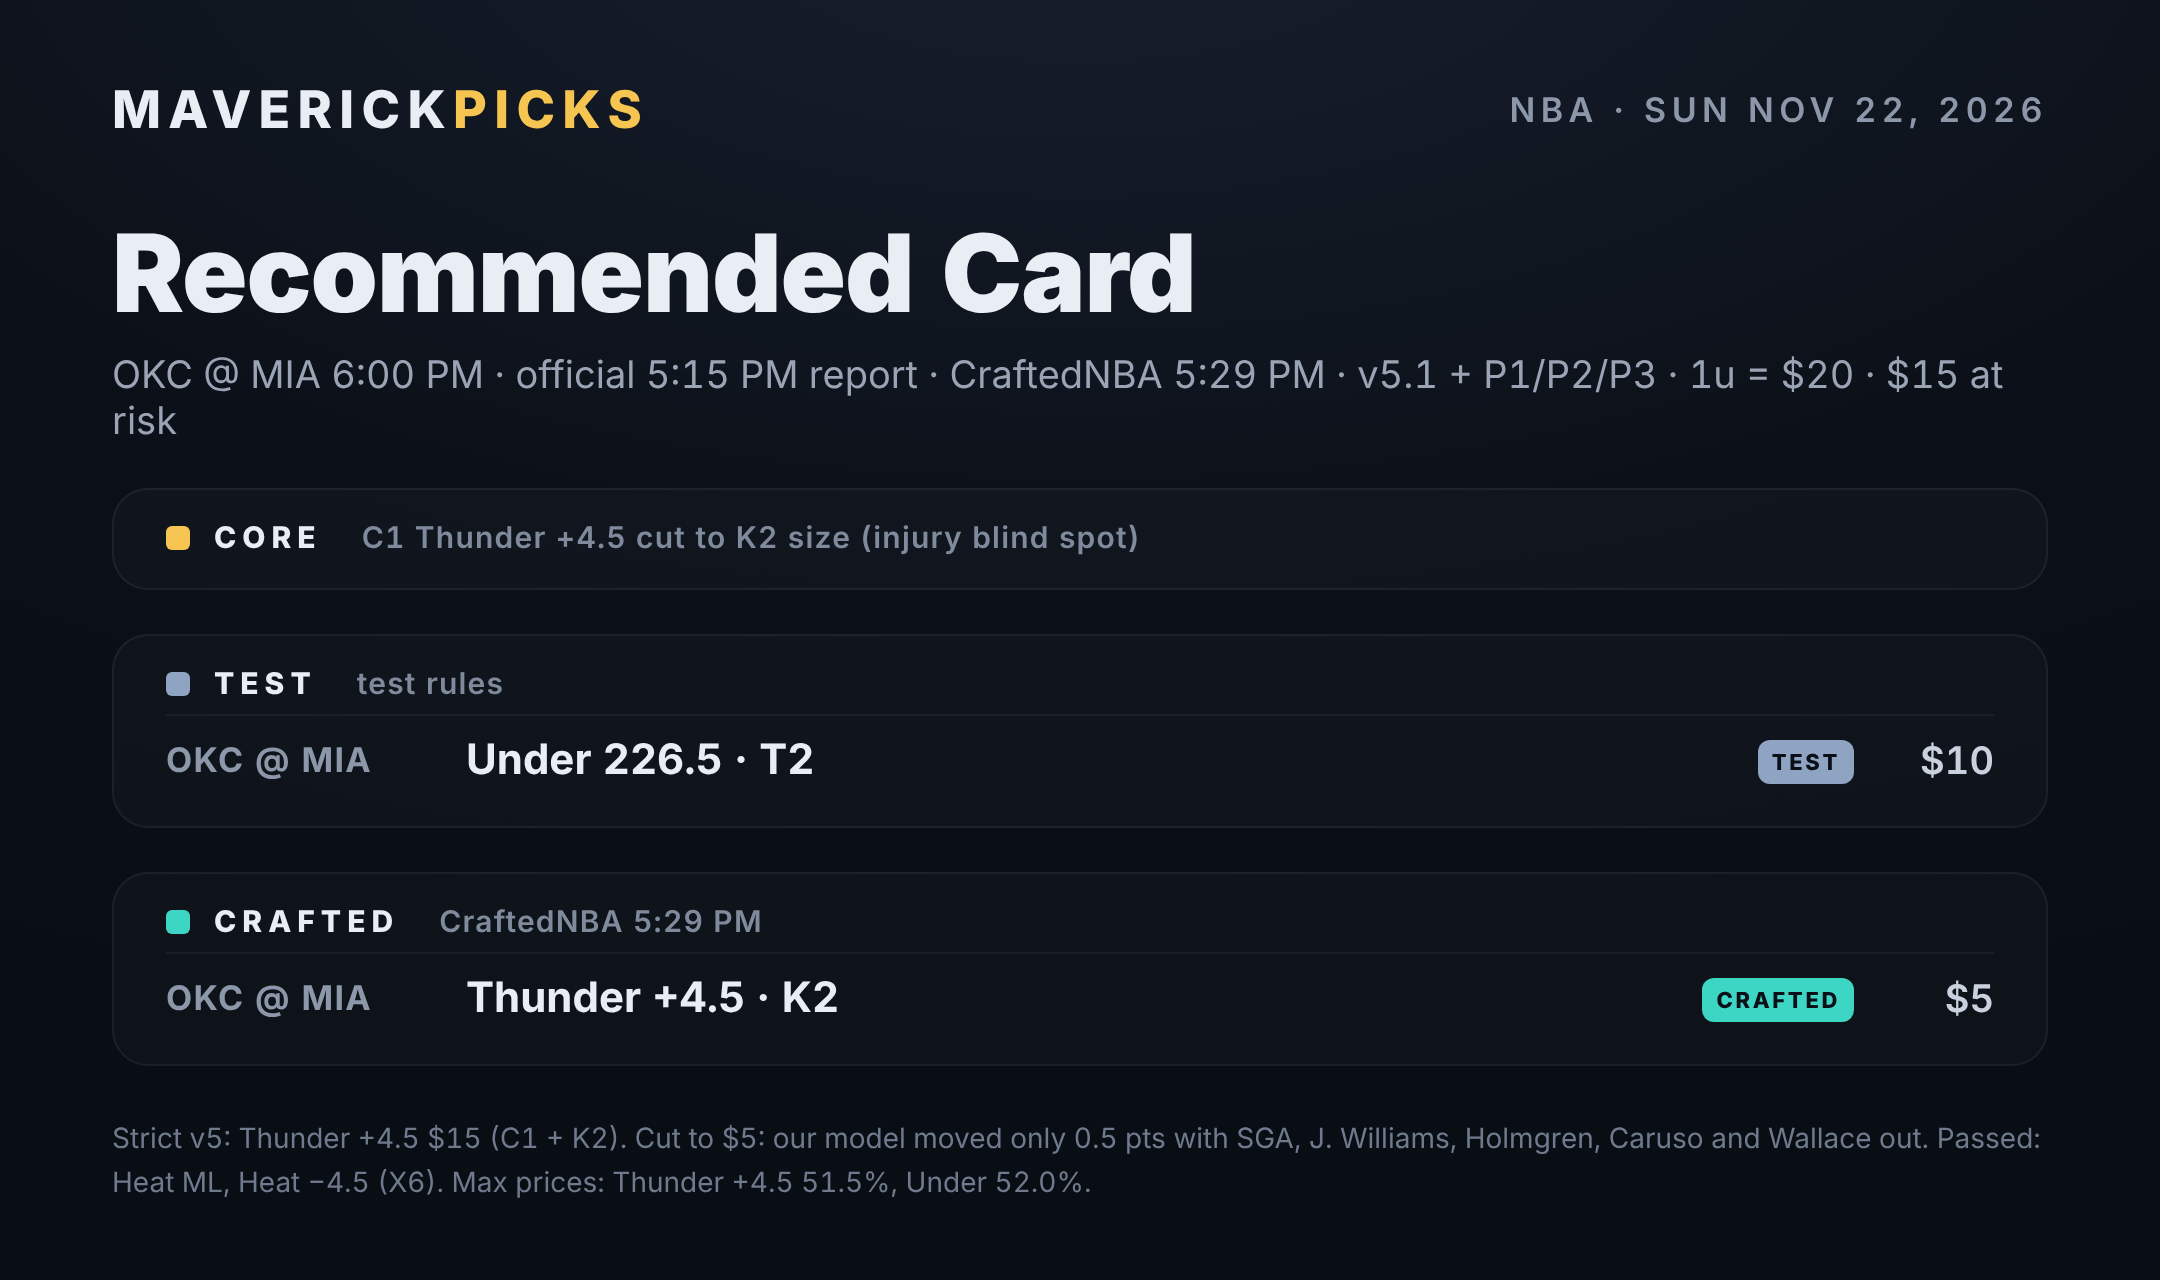 MAVERICKPICKS
NBA · SUN NOV 22, 2026
Recommended Card
OKC @ MIA 6:00 PM · official 5:15 PM report · CraftedNBA 5:29 PM · v5.1 + P1/P2/P3 · 1u = $20 · $15 at
risk
CORE C1 Thunder +4.5 cut to K2 size (injury blind spot)
TEST test rules
OKC @ MIA Under 226.5 · T2 TEST $10
CRAFTED CraftedNBA 5:29 PM
OKC @ MIA Thunder +4.5 · K2 CRAFTED $5
Strict v5: Thunder +4.5 $15 (C1 + K2). Cut to $5: our model moved only 0.5 pts with SGA, J. Williams, Holmgren, Caruso and Wallace out. Passed:
Heat ML, Heat −4.5 (X6). Max prices: Thunder +4.5 51.5%, Under 52.0%.